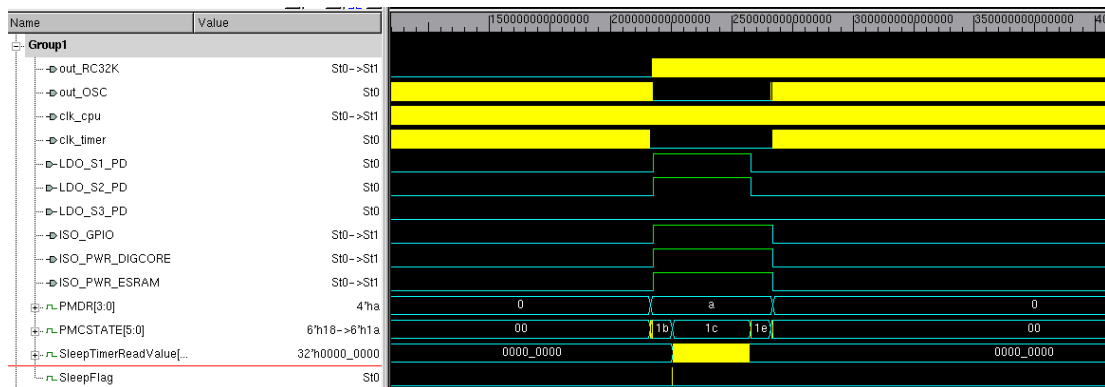 Name Value 150000000000000 200000000000000 250000000000000 300000000000000 350000000000000 40
Group1
out_RC32K St0->St1
out_OSC St0
clk_cpu St0->St1
clk_timer St0
LDO_S1_PD St0
LDO_S2_PD St0
LDO_S3_PD St0
ISO_GPIO St0->St1
ISO_PWR_DIGCORE St0->St1
ISO_PWR_ESRAM St0->St1
PMDR[3:0] 4'ha 0 a 0
PMCSTATE[5:0] 6'h18->6'h1a 00 1b 1c 1e 00
SleepTimerReadValue[... 32'h0000_0000 0000_0000 0000_0000
SleepFlag St0